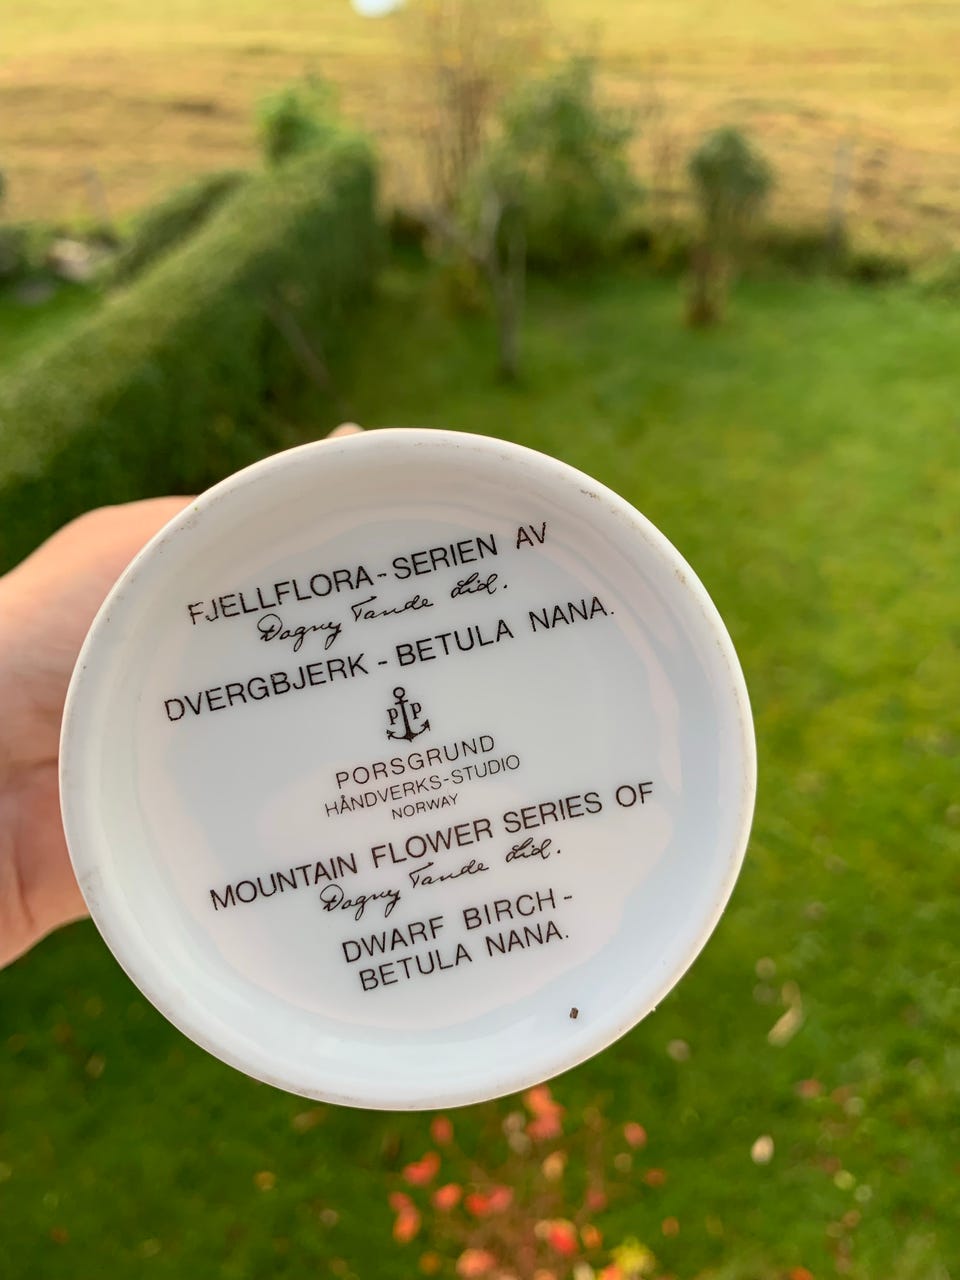 FJELLFLORA-SERIEN AV
Dagny Tande Lid.
DVERGBJERK - BETULA NANA.
P P
PORSGRUND
HÅNDVERKS-STUDIO
NORWAY
MOUNTAIN FLOWER SERIES OF
Dagny Tande Lid.
DWARF BIRCH-
BETULA NANA.